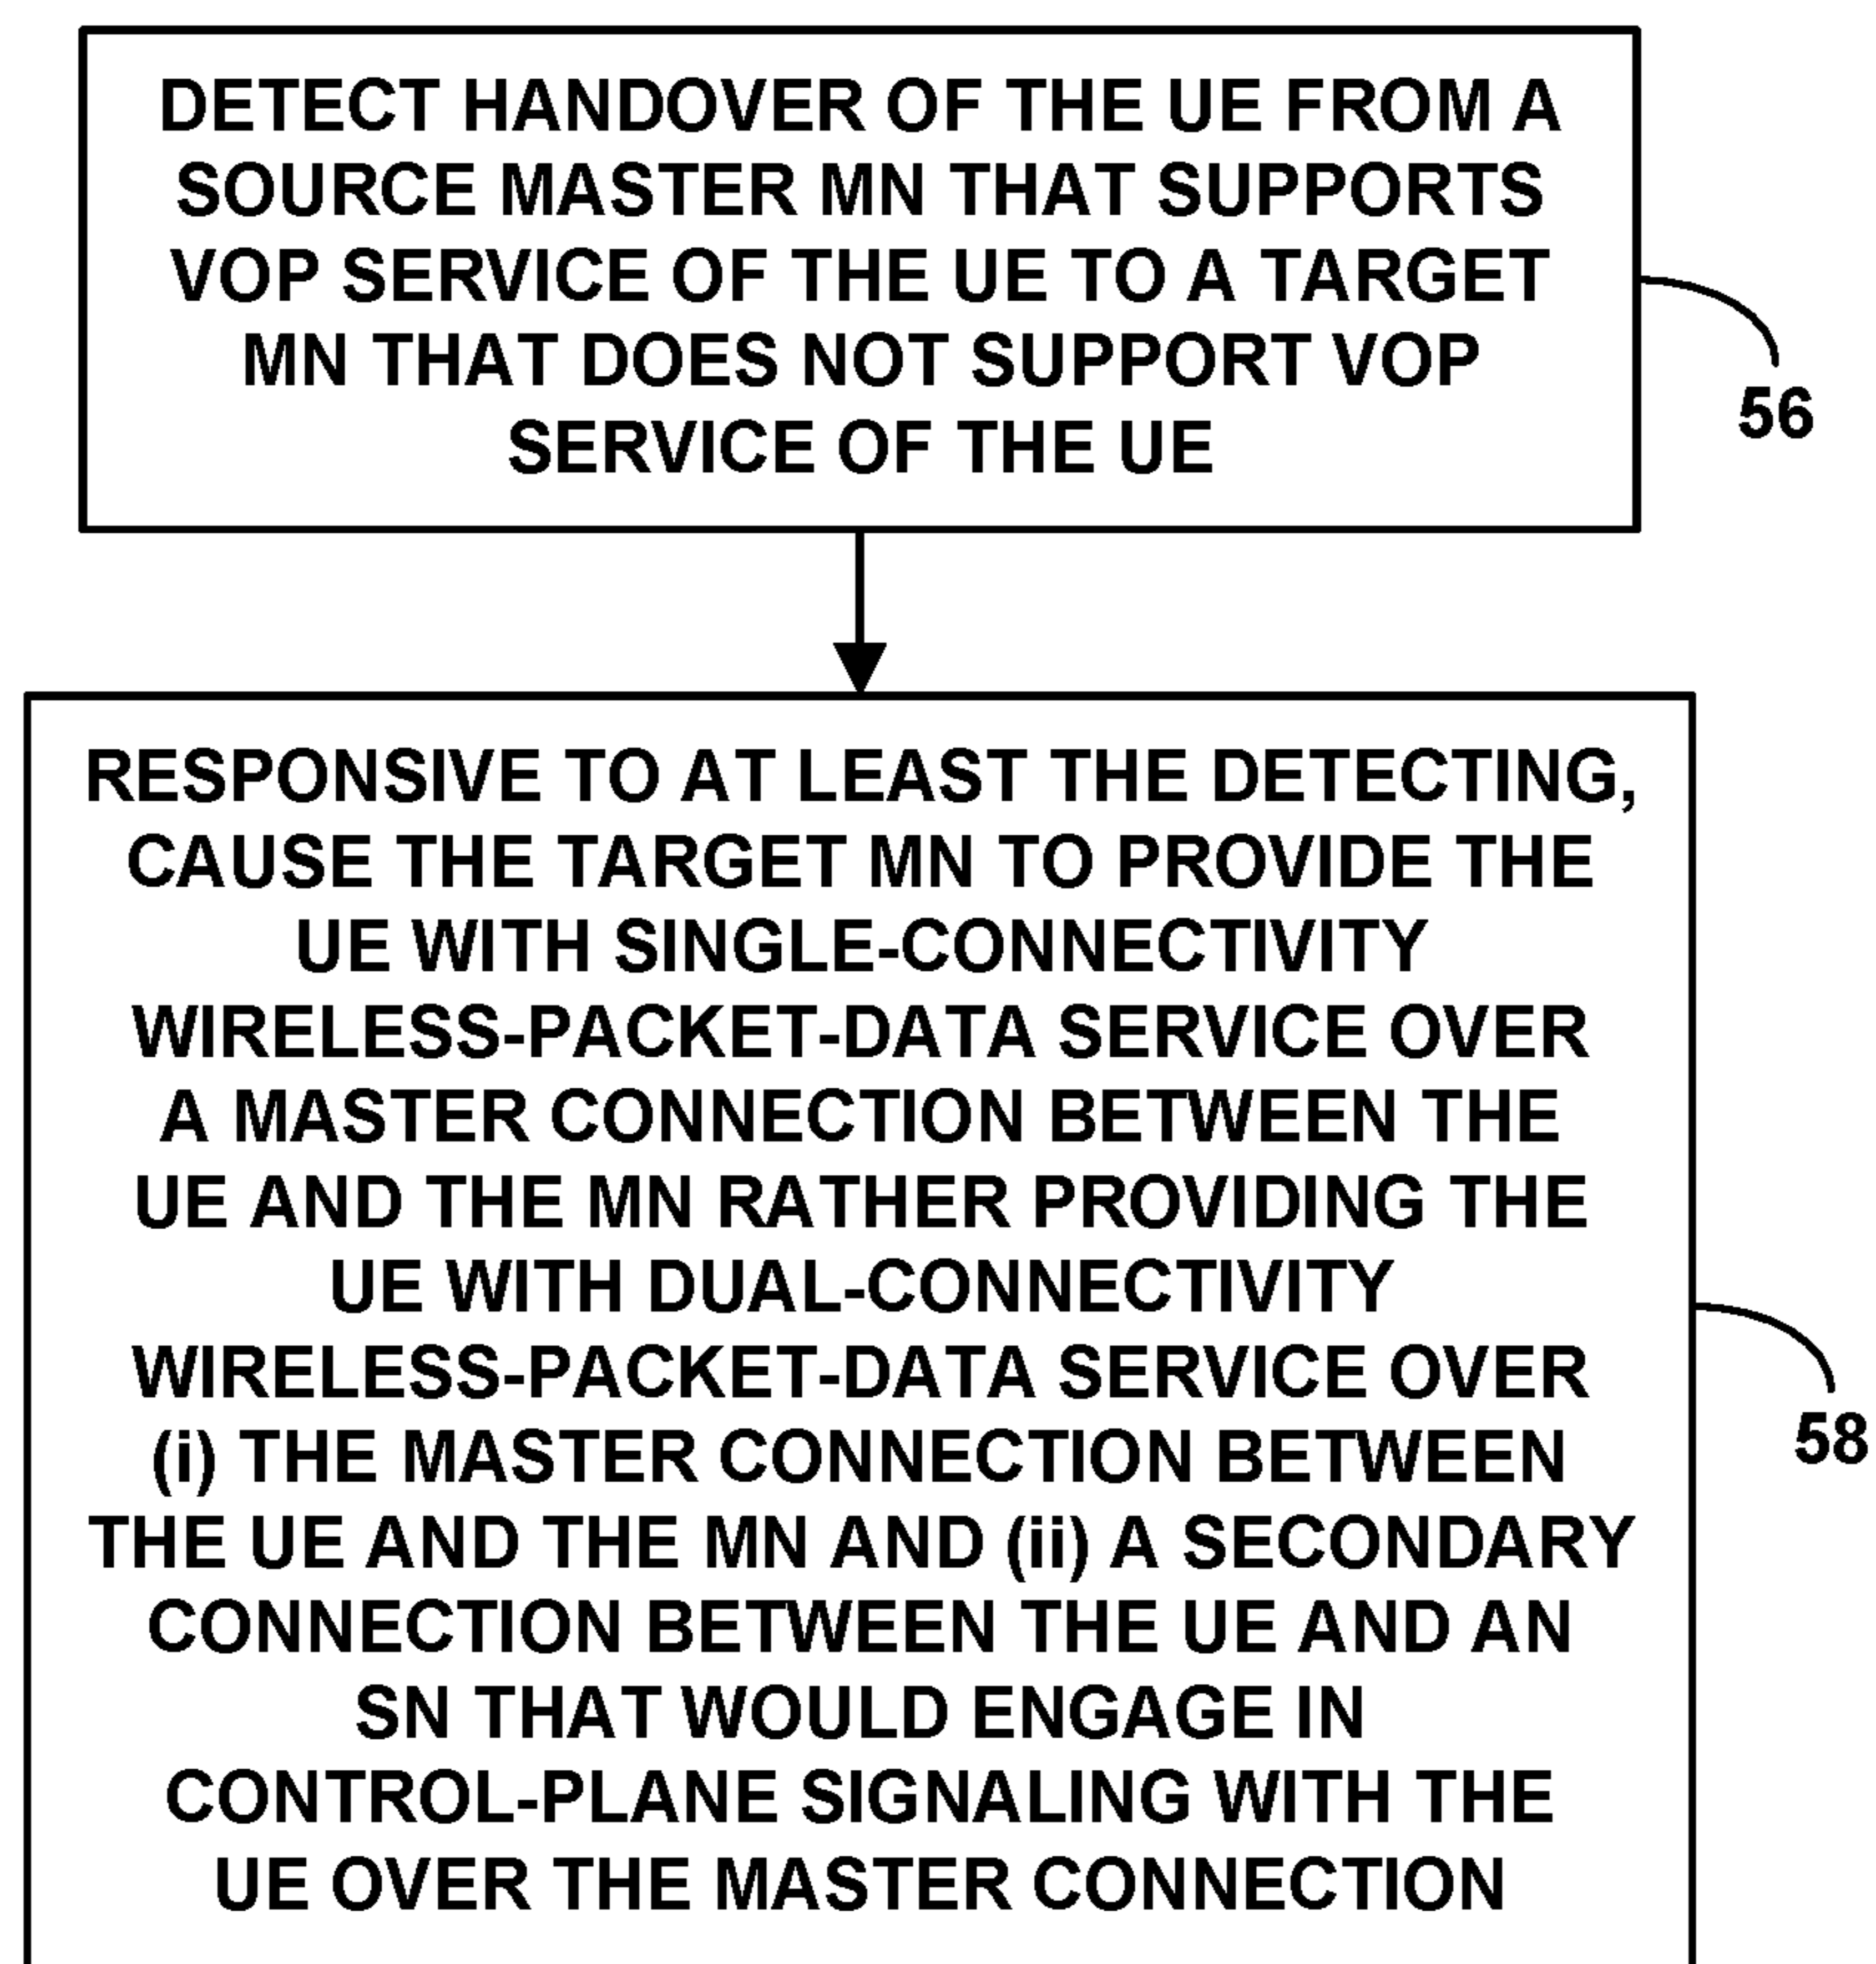 DETECT HANDOVER OF THE UE FROM A
SOURCE MASTER MN THAT SUPPORTS
VOP SERVICE OF THE UE TO A TARGET
MN THAT DOES NOT SUPPORT VOP
SERVICE OF THE UE
56
RESPONSIVE TO AT LEAST THE DETECTING,
CAUSE THE TARGET MN TO PROVIDE THE
UE WITH SINGLE-CONNECTIVITY
WIRELESS-PACKET-DATA SERVICE OVER
A MASTER CONNECTION BETWEEN THE
UE AND THE MN RATHER PROVIDING THE
UE WITH DUAL-CONNECTIVITY
WIRELESS-PACKET-DATA SERVICE OVER
(i) THE MASTER CONNECTION BETWEEN
THE UE AND THE MN AND (ii) A SECONDARY
CONNECTION BETWEEN THE UE AND AN
SN THAT WOULD ENGAGE IN
CONTROL-PLANE SIGNALING WITH THE
UE OVER THE MASTER CONNECTION
58